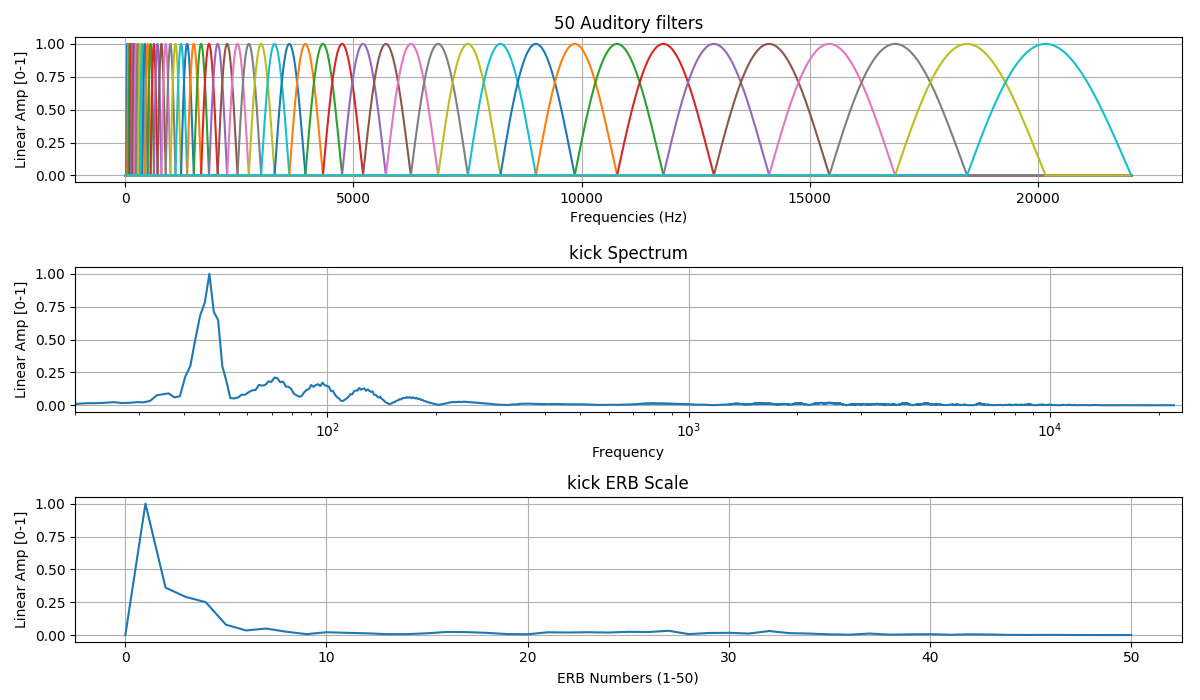 50 Auditory filters
1.00
0.75
0.50
0.25
0.00
Linear Amp [0-1]
0 5000 10000 15000 20000
Frequencies (Hz)
kick Spectrum
1.00
0.75
0.50
0.25
0.00
Linear Amp [0-1]
10² 10³ 10⁴
Frequency
kick ERB Scale
1.00
0.75
0.50
0.25
0.00
Linear Amp [0-1]
0 10 20 30 40 50
ERB Numbers (1-50)